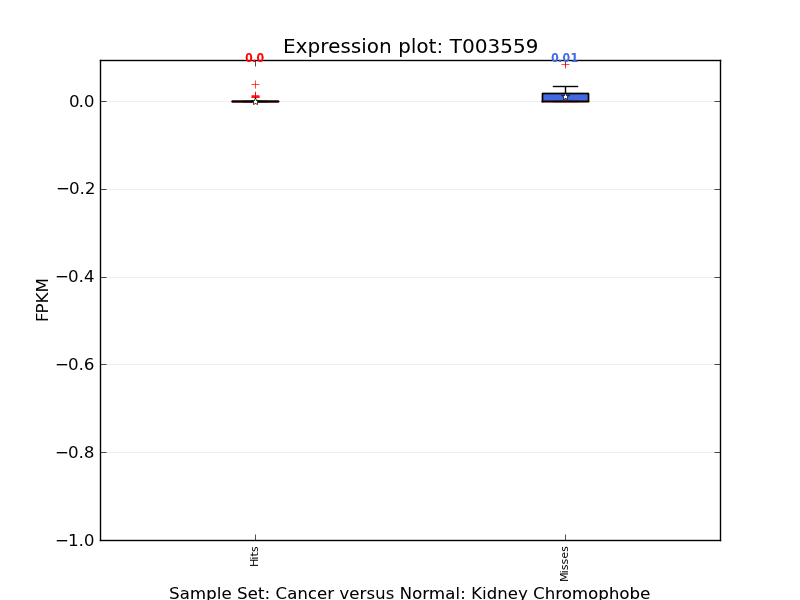 Expression plot: T003559
0.0
0.01
0.0
−0.2
−0.4
−0.6
−0.8
−1.0
FPKM
Hits
Misses
Sample Set: Cancer versus Normal: Kidney Chromophobe